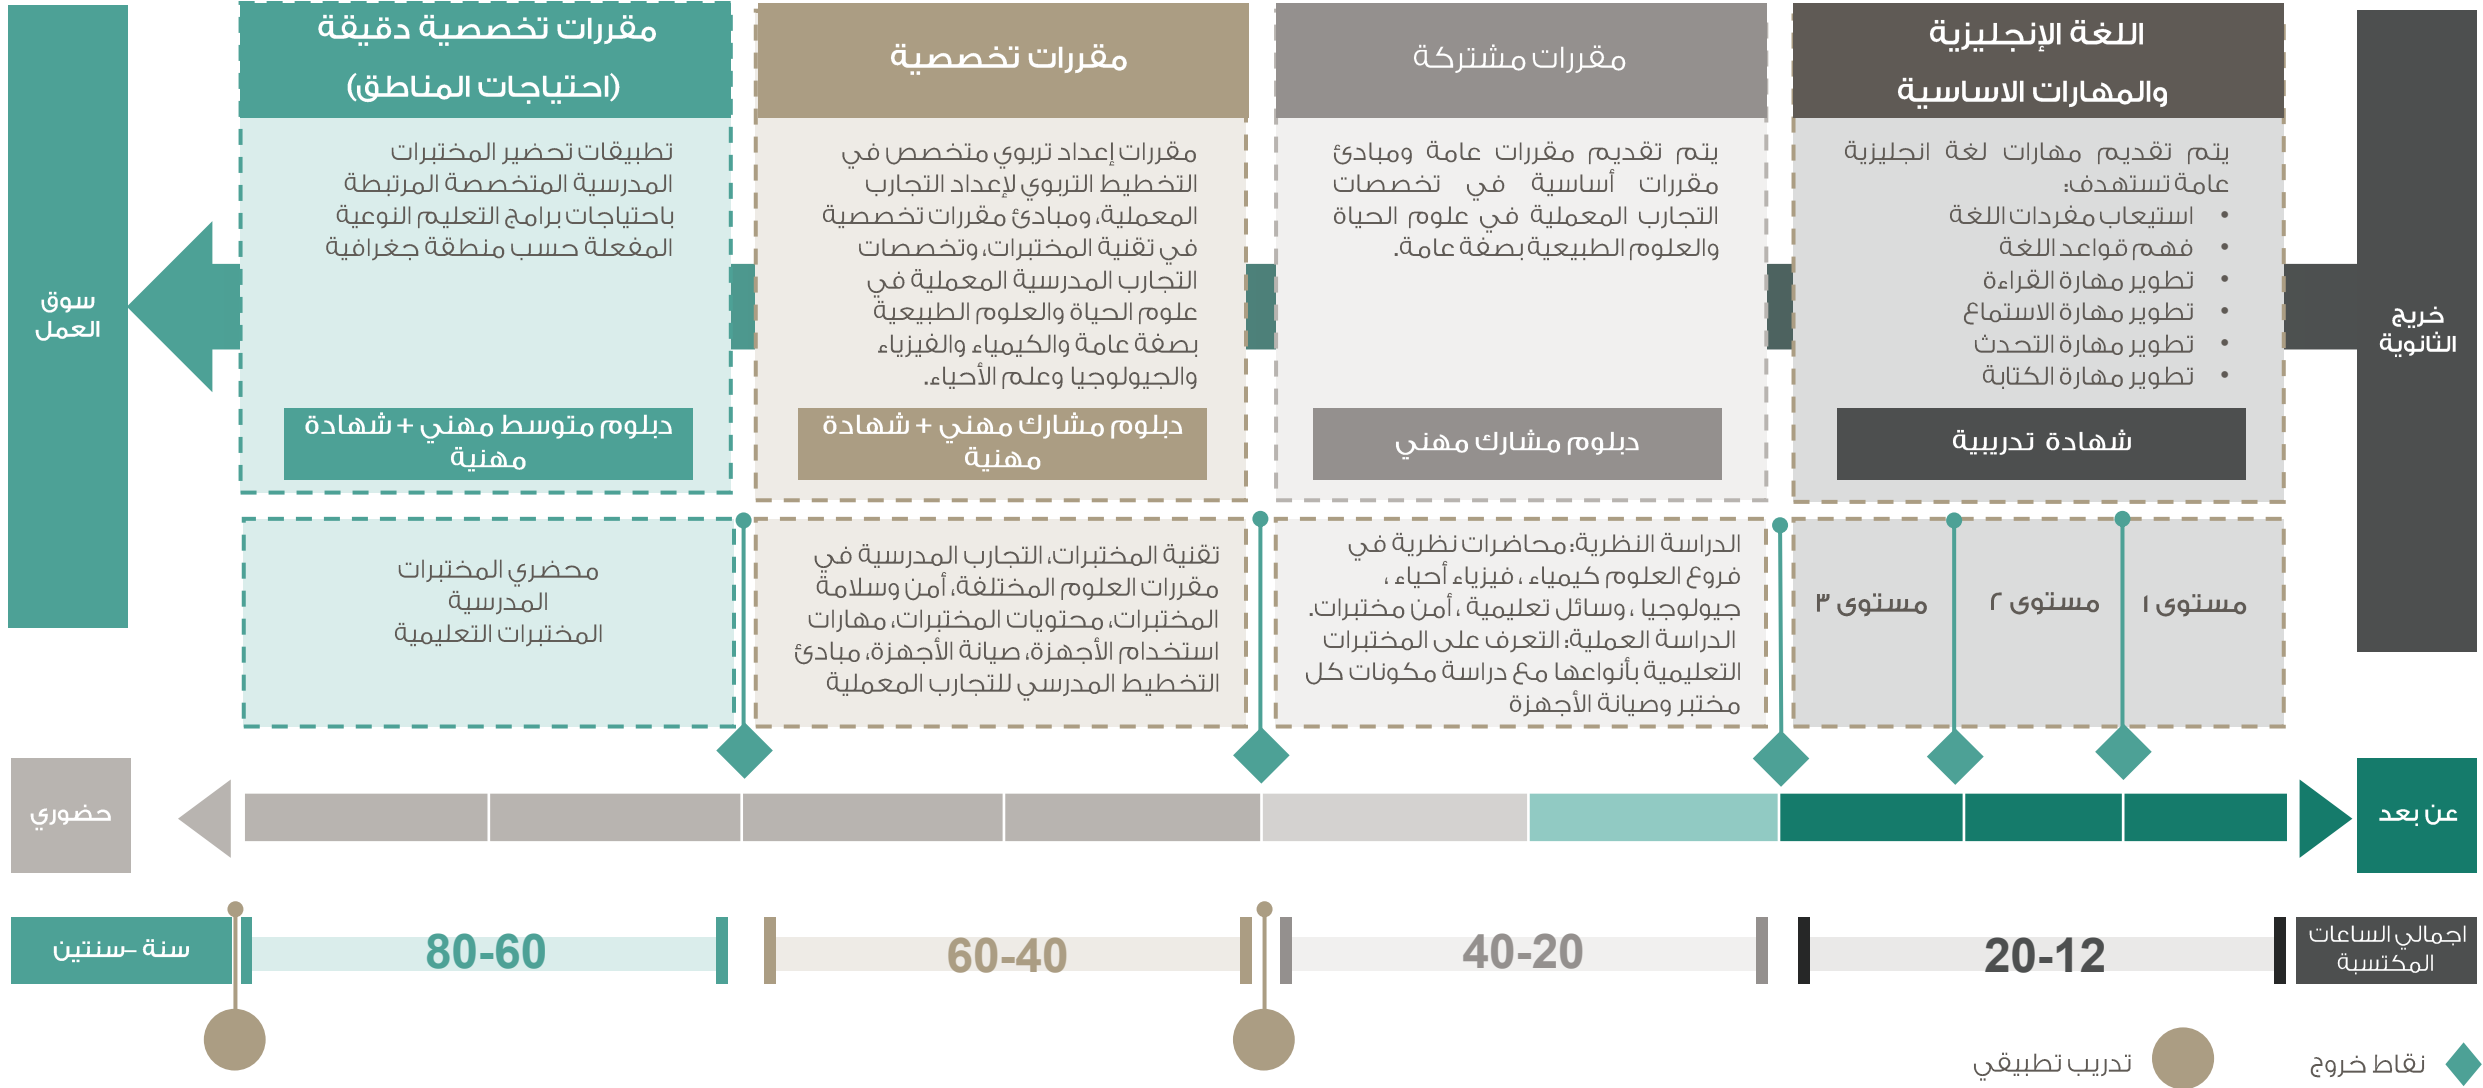 خريج
الثانوية
اللغة الإنجليزية
والمهارات الاساسية
يتم تقديم مهارات لغة انجليزية
عامة تستهدف:
• استيعاب مفردات اللغة
• فهم قواعد اللغة
• تطوير مهارة القراءة
• تطوير مهارة الاستماع
• تطوير مهارة التحدث
• تطوير مهارة الكتابة
شهادة تدريبية
مقررات مشتركة
يتم تقديم مقررات عامة ومبادئ
مقررات أساسية في تخصصات
التجارب المعملية في علوم الحياة
والعلوم الطبيعية بصفة عامة.
دبلوم مشارك مهني
مقررات تخصصية
مقررات إعداد تربوي متخصص في
التخطيط التربوي لإعداد التجارب
المعملية، ومبادئ مقررات تخصصية
في تقنية المختبرات، وتخصصات
التجارب المدرسية المعملية في
علوم الحياة والعلوم الطبيعية
بصفة عامة والكيمياء والفيزياء
والجيولوجيا وعلم الأحياء.
دبلوم مشارك مهني + شهادة
مهنية
مقررات تخصصية دقيقة
(احتياجات المناطق)
تطبيقات تحضير المختبرات
المدرسية المتخصصة المرتبطة
باحتياجات برامج التعليم النوعية
المفعلة حسب منطقة جغرافية
دبلوم متوسط مهني + شهادة
مهنية
سوق
العمل
مستوى ١
مستوى ٢
مستوى ٣
الدراسة النظرية: محاضرات نظرية في
فروع العلوم كيمياء ، فيزياء أحياء ،
جيولوجيا ، وسائل تعليمية ، أمن مختبرات.
الدراسة العملية: التعرف على المختبرات
التعليمية بأنواعها مع دراسة مكونات كل
مختبر وصيانة الأجهزة
تقنية المختبرات، التجارب المدرسية في
مقررات العلوم المختلفة، أمن وسلامة
المختبرات، محتويات المختبرات، مهارات
استخدام الأجهزة، صيانة الأجهزة، مبادئ
التخطيط المدرسي للتجارب المعملية
محضري المختبرات
المدرسية
المختبرات التعليمية
عن بعد
حضوري
اجمالي الساعات
المكتسبة
20-12
40-20
60-40
80-60
سنة –سنتين
نقاط خروج
تدريب تطبيقي